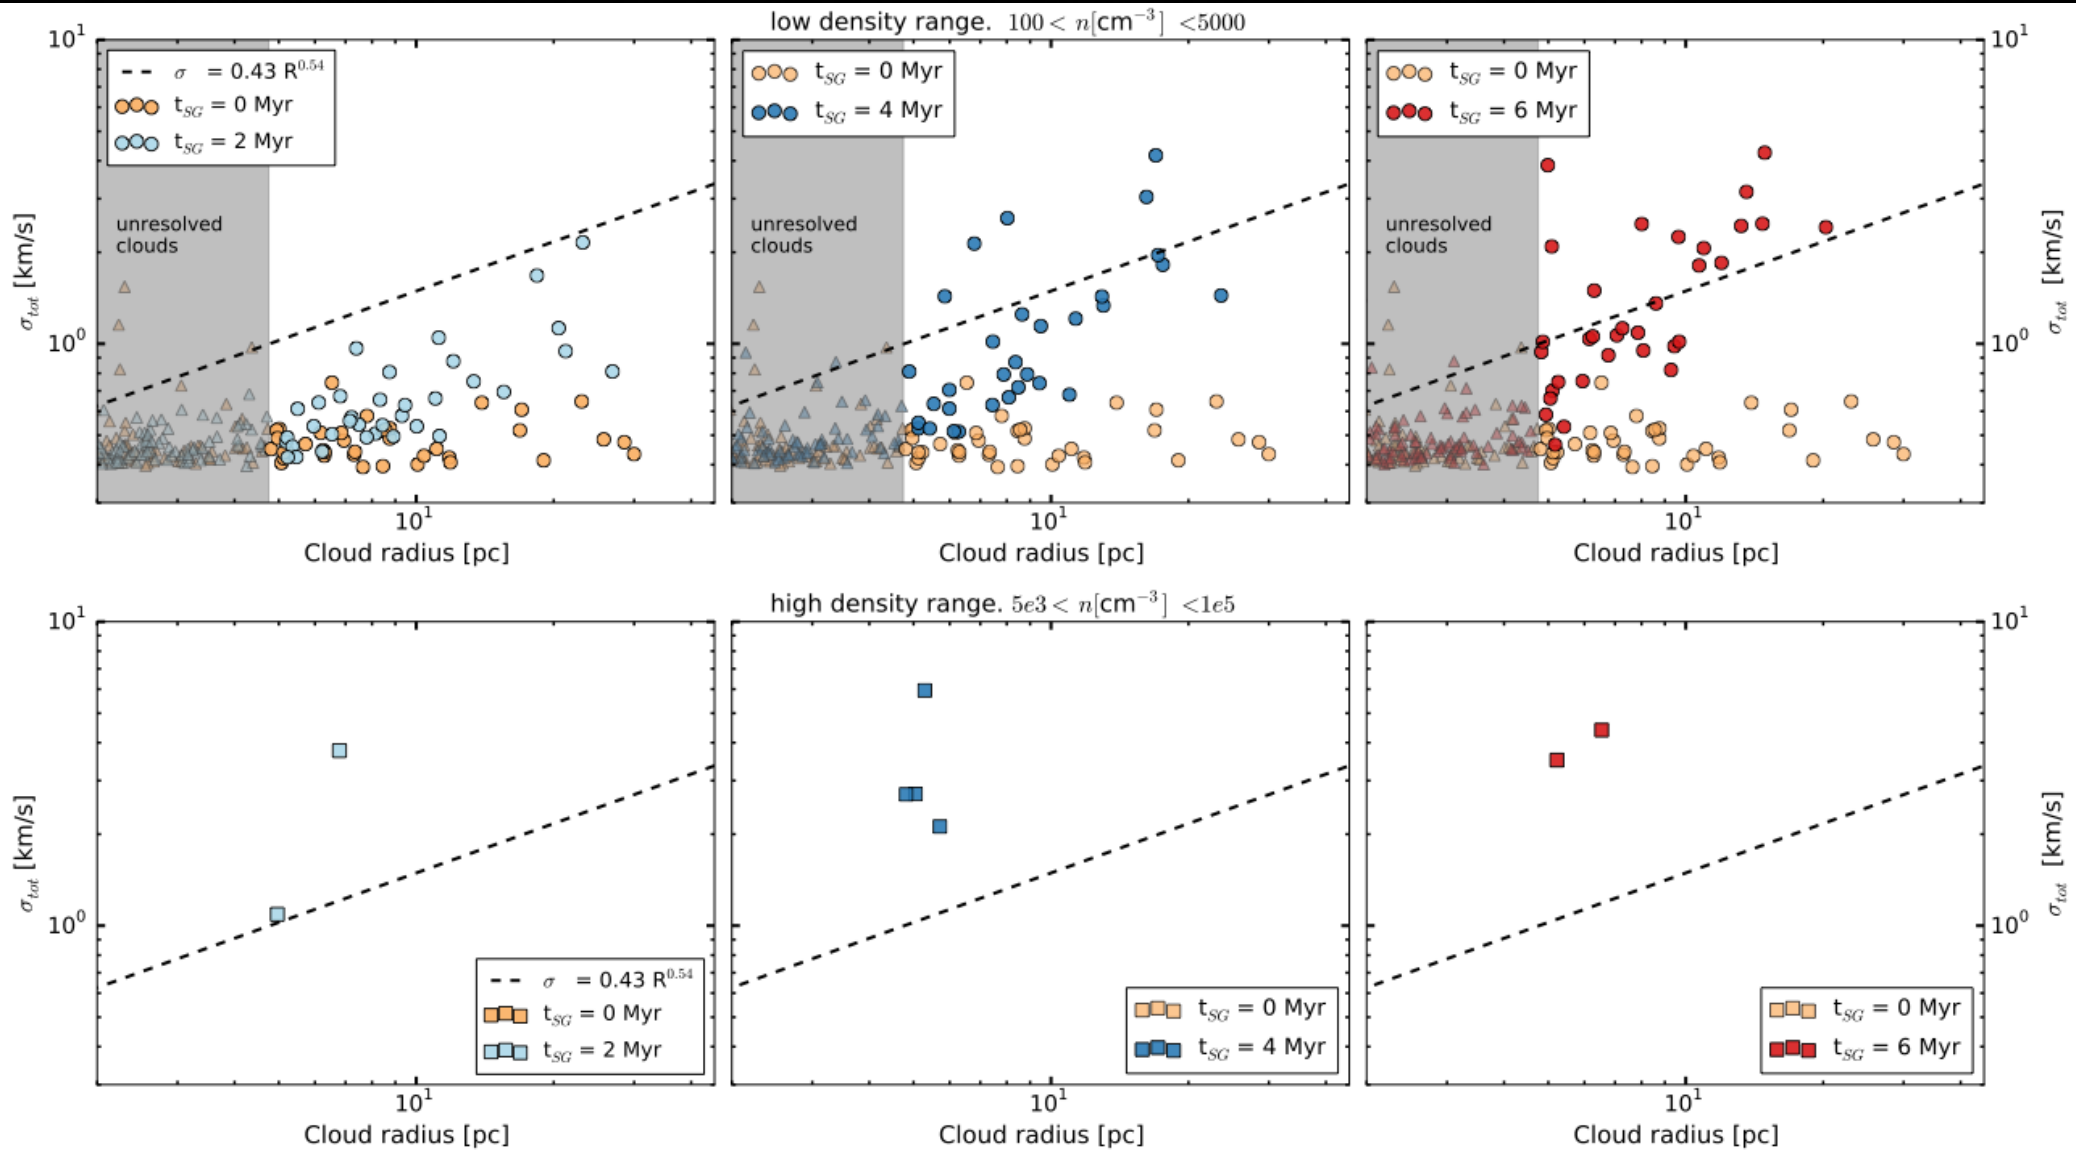 low density range. 100 < n[cm⁻³] <5000
10¹
10⁰
σ_tot [km/s]
σ = 0.43 R^0.54
t_SG = 0 Myr
t_SG = 2 Myr
unresolved
clouds
10¹
Cloud radius [pc]
t_SG = 0 Myr
t_SG = 4 Myr
unresolved
clouds
10¹
Cloud radius [pc]
t_SG = 0 Myr
t_SG = 6 Myr
unresolved
clouds
10¹
10⁰
σ_tot [km/s]
10¹
Cloud radius [pc]
high density range. 5e3 < n[cm⁻³] <1e5
10¹
10⁰
σ_tot [km/s]
σ = 0.43 R^0.54
t_SG = 0 Myr
t_SG = 2 Myr
10¹
Cloud radius [pc]
t_SG = 0 Myr
t_SG = 4 Myr
10¹
Cloud radius [pc]
t_SG = 0 Myr
t_SG = 6 Myr
10¹
10⁰
σ_tot [km/s]
10¹
Cloud radius [pc]